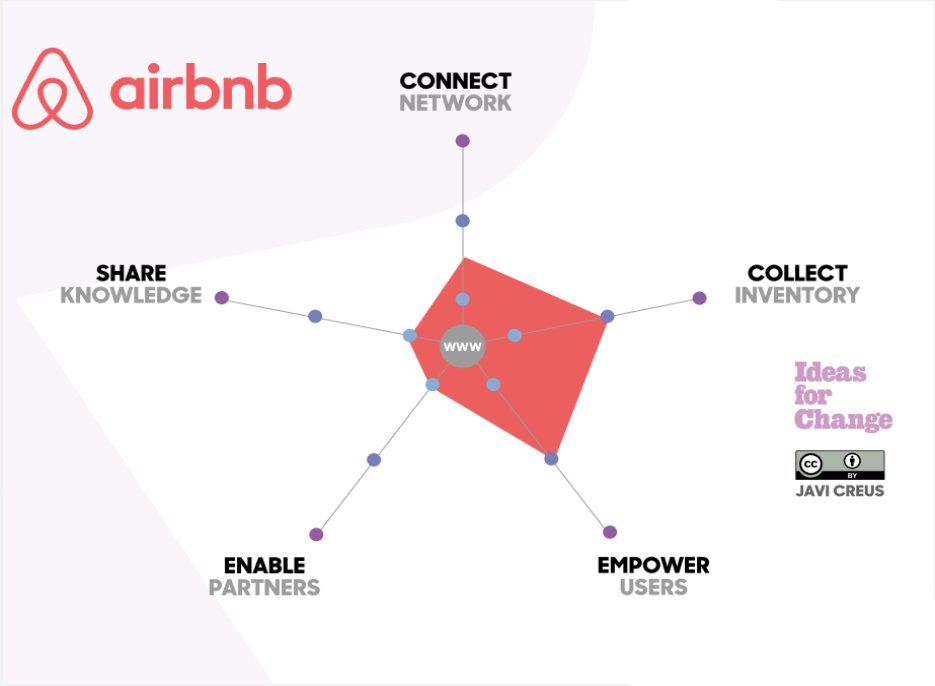 airbnb
CONNECT
NETWORK
SHARE
KNOWLEDGE
COLLECT
INVENTORY
www
Ideas
for
Change
cc
BY
JAVI CREUS
ENABLE
PARTNERS
EMPOWER
USERS